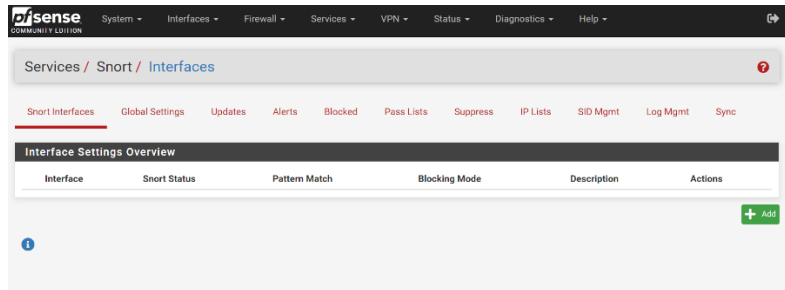 pfsense System Interfaces Firewall Services VPN Status Diagnostics Help
COMMUNITY EDITION
Services / Snort / Interfaces
Snort Interfaces Global Settings Updates Alerts Blocked Pass Lists Suppress IP Lists SID Mgmt Log Mgmt Sync
Interface Settings Overview
Interface Snort Status Pattern Match Blocking Mode Description Actions
Add